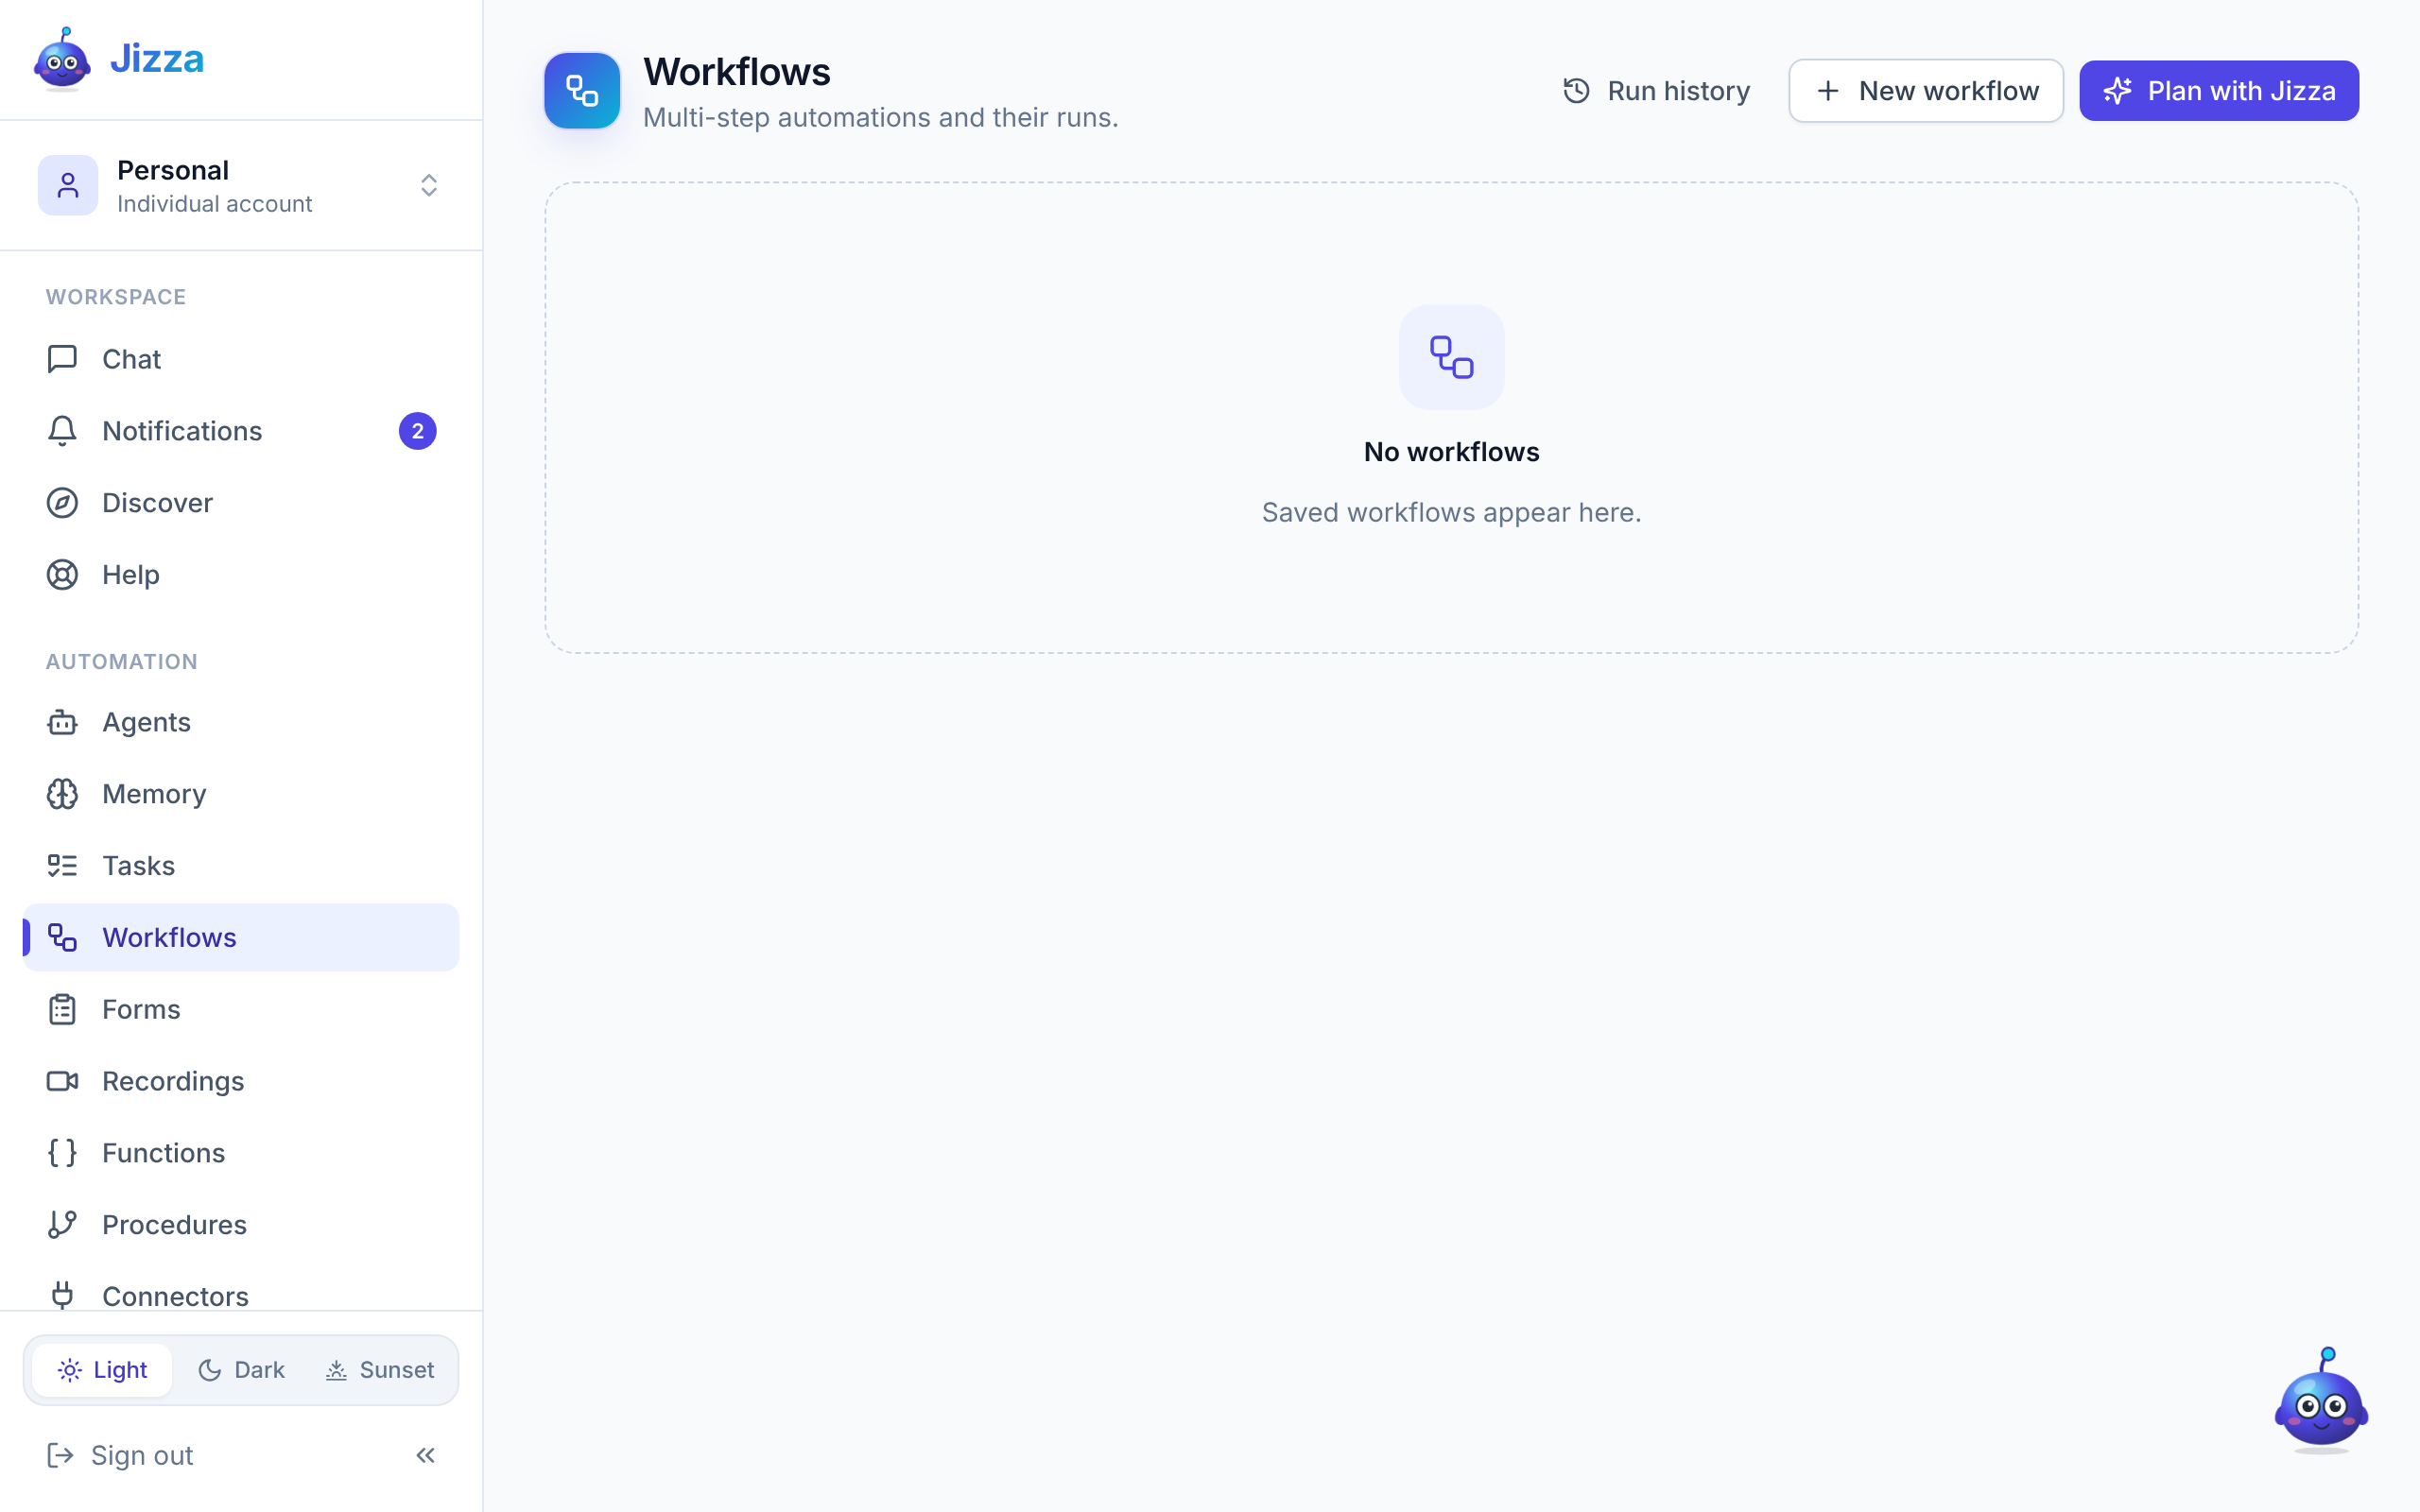 Jizza
Personal
Individual account
WORKSPACE
Chat
Notifications
2
Discover
Help
AUTOMATION
Agents
Memory
Tasks
Workflows
Forms
Recordings
Functions
Procedures
Connectors
Light
Dark
Sunset
Sign out
Workflows
Multi-step automations and their runs.
Run history
New workflow
Plan with Jizza
No workflows
Saved workflows appear here.